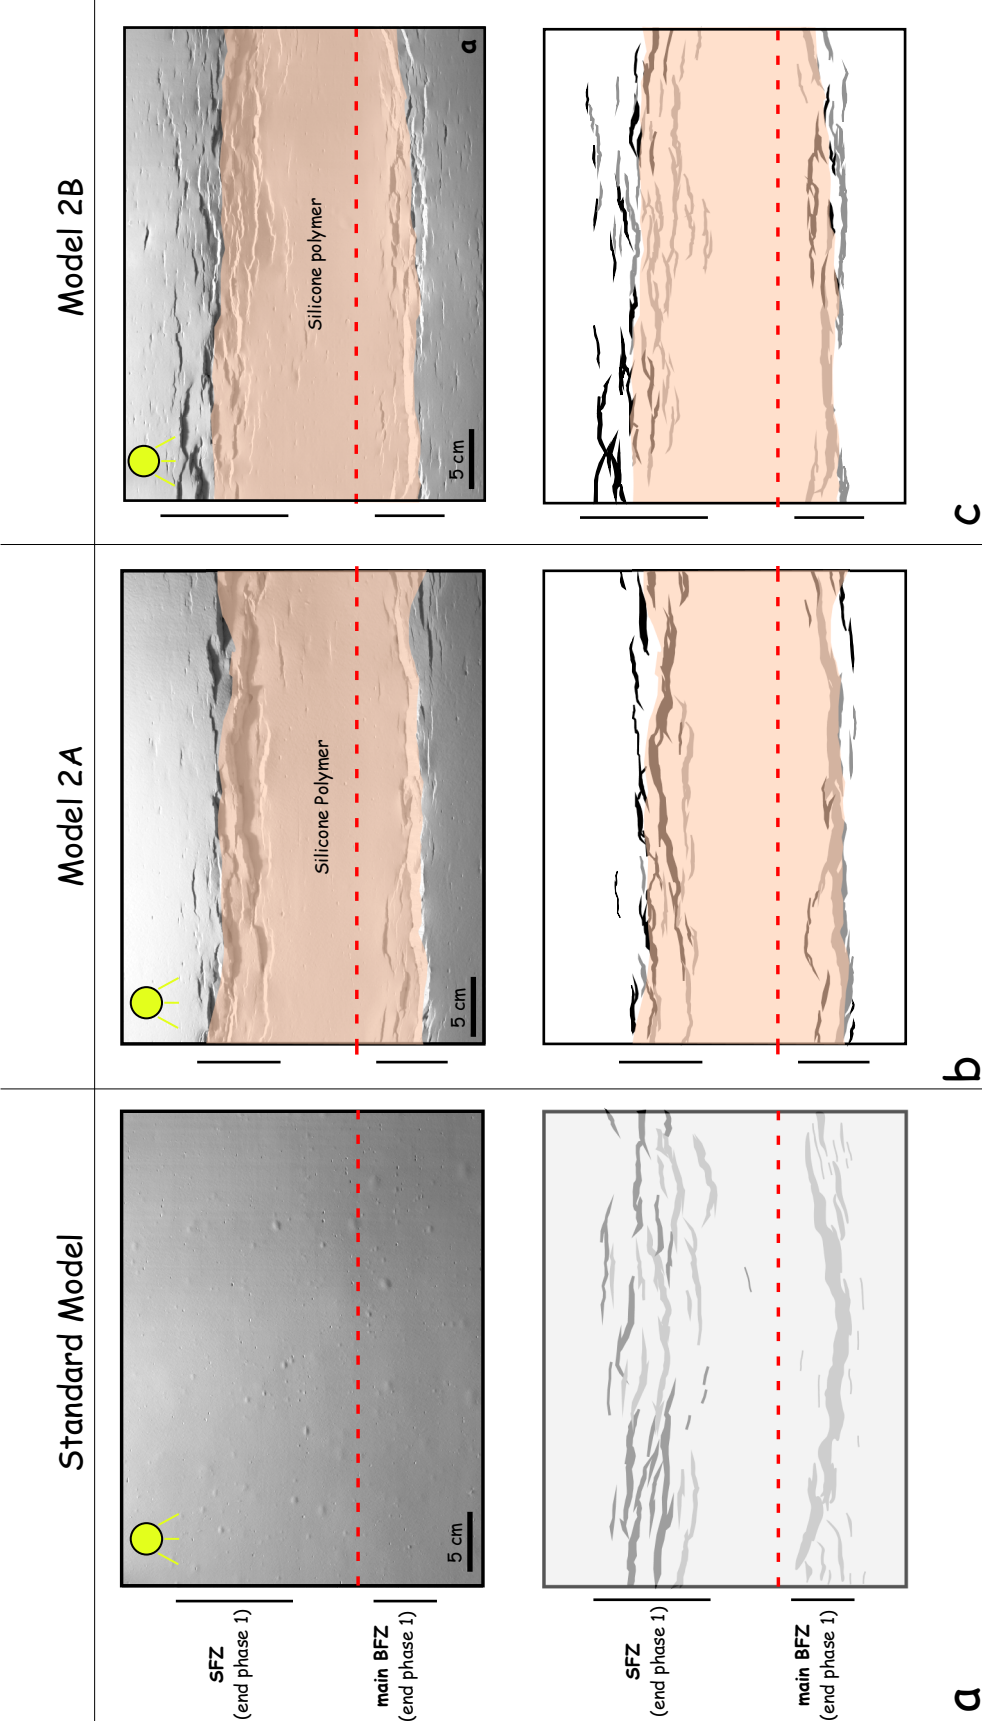 Standard Model
Model 2A
Model 2B
SFZ
(end phase 1)
main BFZ
(end phase 1)
5 cm
Silicone Polymer
5 cm
Silicone polymer
5 cm
a
SFZ
(end phase 1)
main BFZ
(end phase 1)
a
b
c